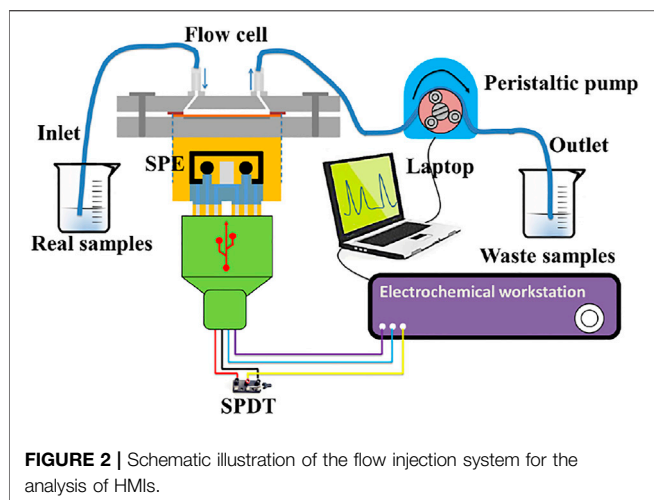 Flow cell
Peristaltic pump
Inlet
Outlet
SPE
Laptop
Real samples
Waste samples
Electrochemical workstation
SPDT
FIGURE 2 | Schematic illustration of the flow injection system for the
analysis of HMIs.